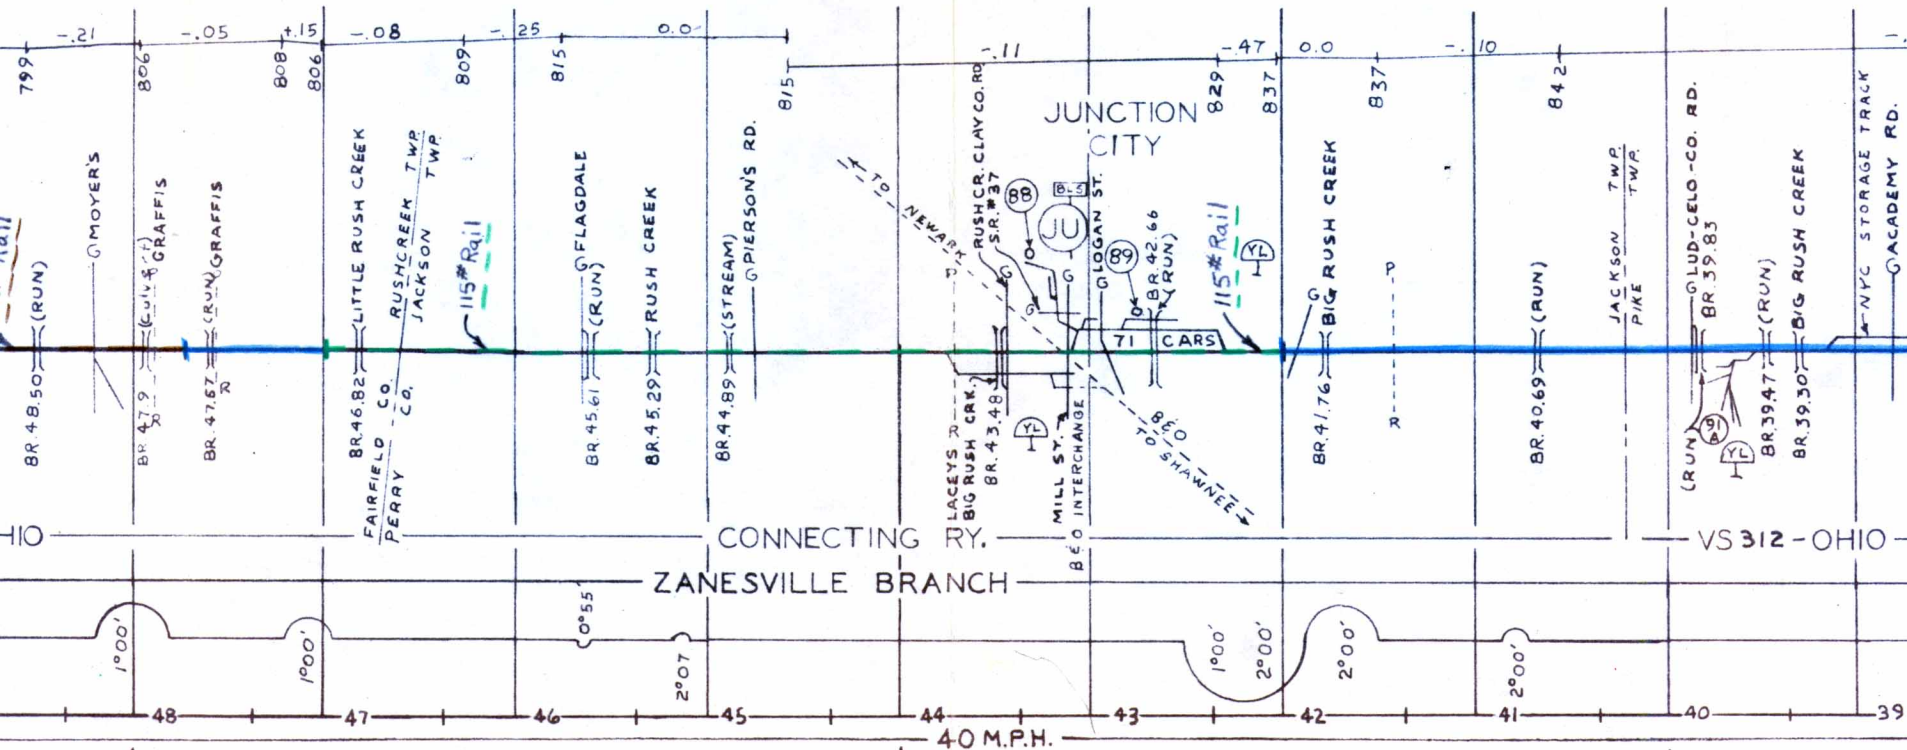 -.21 -.05 +.15 -.08 -.25 0.0 -.11 -.47 0.0 -.10
799 806 808 806 809 815 815 829 837 837 842
JUNCTION
CITY
Rail
(RUN)
BR.48.50
G MOYER'S
(Culvert)
GRAFFIS
BR.47.9
R
(RUN)
GRAFFIS
BR.47.67
R
LITTLE RUSH CREEK
BR.46.82
RUSHCREEK TWP.
JACKSON TWP.
FAIRFIELD CO.
PERRY CO.
115# Rail
G FLAGDALE
(RUN)
BR.45.61
RUSH CREEK
BR.45.29
(STREAM)
BR.44.89
G PIERSON'S RD.
TO NEWARK
P
R
LACEYS
RUSH CR. CLAY CO. RD.
S.R. #37
G
G
BIG RUSH CRK.
BR.43.48
YL
88
JU
G
MILL ST.
B&O INTERCHANGE
G LOGAN ST.
89
BR.42.66
(RUN)
71 CARS
B&O
TO SHAWNEE
115# Rail
YL
G
BIG RUSH CREEK
BR.41.76
P
R
(RUN)
BR.40.69
JACKSON TWP.
PIKE TWP.
G LUD-CELO-CO. RD.
BR.39.83
(RUN)
91
A
YL
(RUN)
BR.39.47
BIG RUSH CREEK
BR.39.30
NYC STORAGE TRACK
G ACADEMY RD.
HIO CONNECTING RY. VS 312-OHIO
ZANESVILLE BRANCH
1°00' 1°00' 0°55' 2°07 1°00' 2°00' 2°00' 2°00'
48 47 46 45 44 43 42 41 40 39
40 M.P.H.